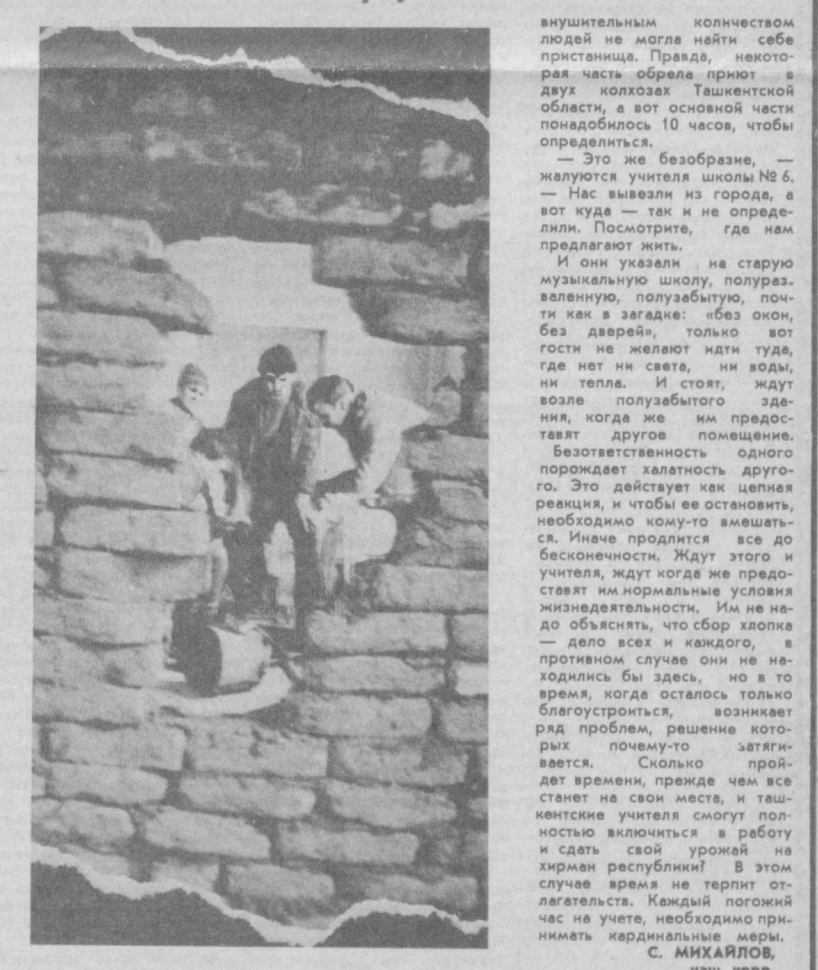 внушительным количеством
людей не могла найти себе
пристанища. Правда, некото-
рая часть обрела приют в
двух колхозах Ташкентской
области, а вот основной части
понадобилось 10 часов, чтобы
определиться.
— Это же безобразие, —
жалуются учителя школы № 6.
— Нас вывезли из города, а
вот куда — так и не опреде-
лили. Посмотрите, где нам
предлагают жить.
И они указали на старую
музыкальную школу, полураз-
валенную, полузабытую, поч-
ти как в загадке: «без окон,
без дверей», только вот
гости не желают идти туда,
где нет ни света, ни воды,
ни тепла. И стоят, ждут
возле полузабытого зда-
ния, когда же им предос-
тавят другое помещение.
Безответственность одного
порождает халатность друго-
го. Это действует как цепная
реакция, и чтобы ее остановить,
необходимо кому-то вмешать-
ся. Иначе продлится все до
бесконечности. Ждут этого и
учителя, ждут когда же предо-
ставят им нормальные условия
жизнедеятельности. Им не на-
до объяснять, что сбор хлопка
— дело всех и каждого, в
противном случае они не на-
ходились бы здесь, но в то
время, когда осталось только
благоустроиться, возникает
ряд проблем, решение кото-
рых почему-то затяги-
вается. Сколько прой-
дет времени, прежде чем все
станет на свои места, и таш-
кентские учителя смогут пол-
ностью включиться в работу
и сдать свой урожай на
хирман республики? В этом
случае время не терпит от-
лагательств. Каждый погожий
час на учете, необходимо при-
нимать кардинальные меры.
С. МИХАЙЛОВ,